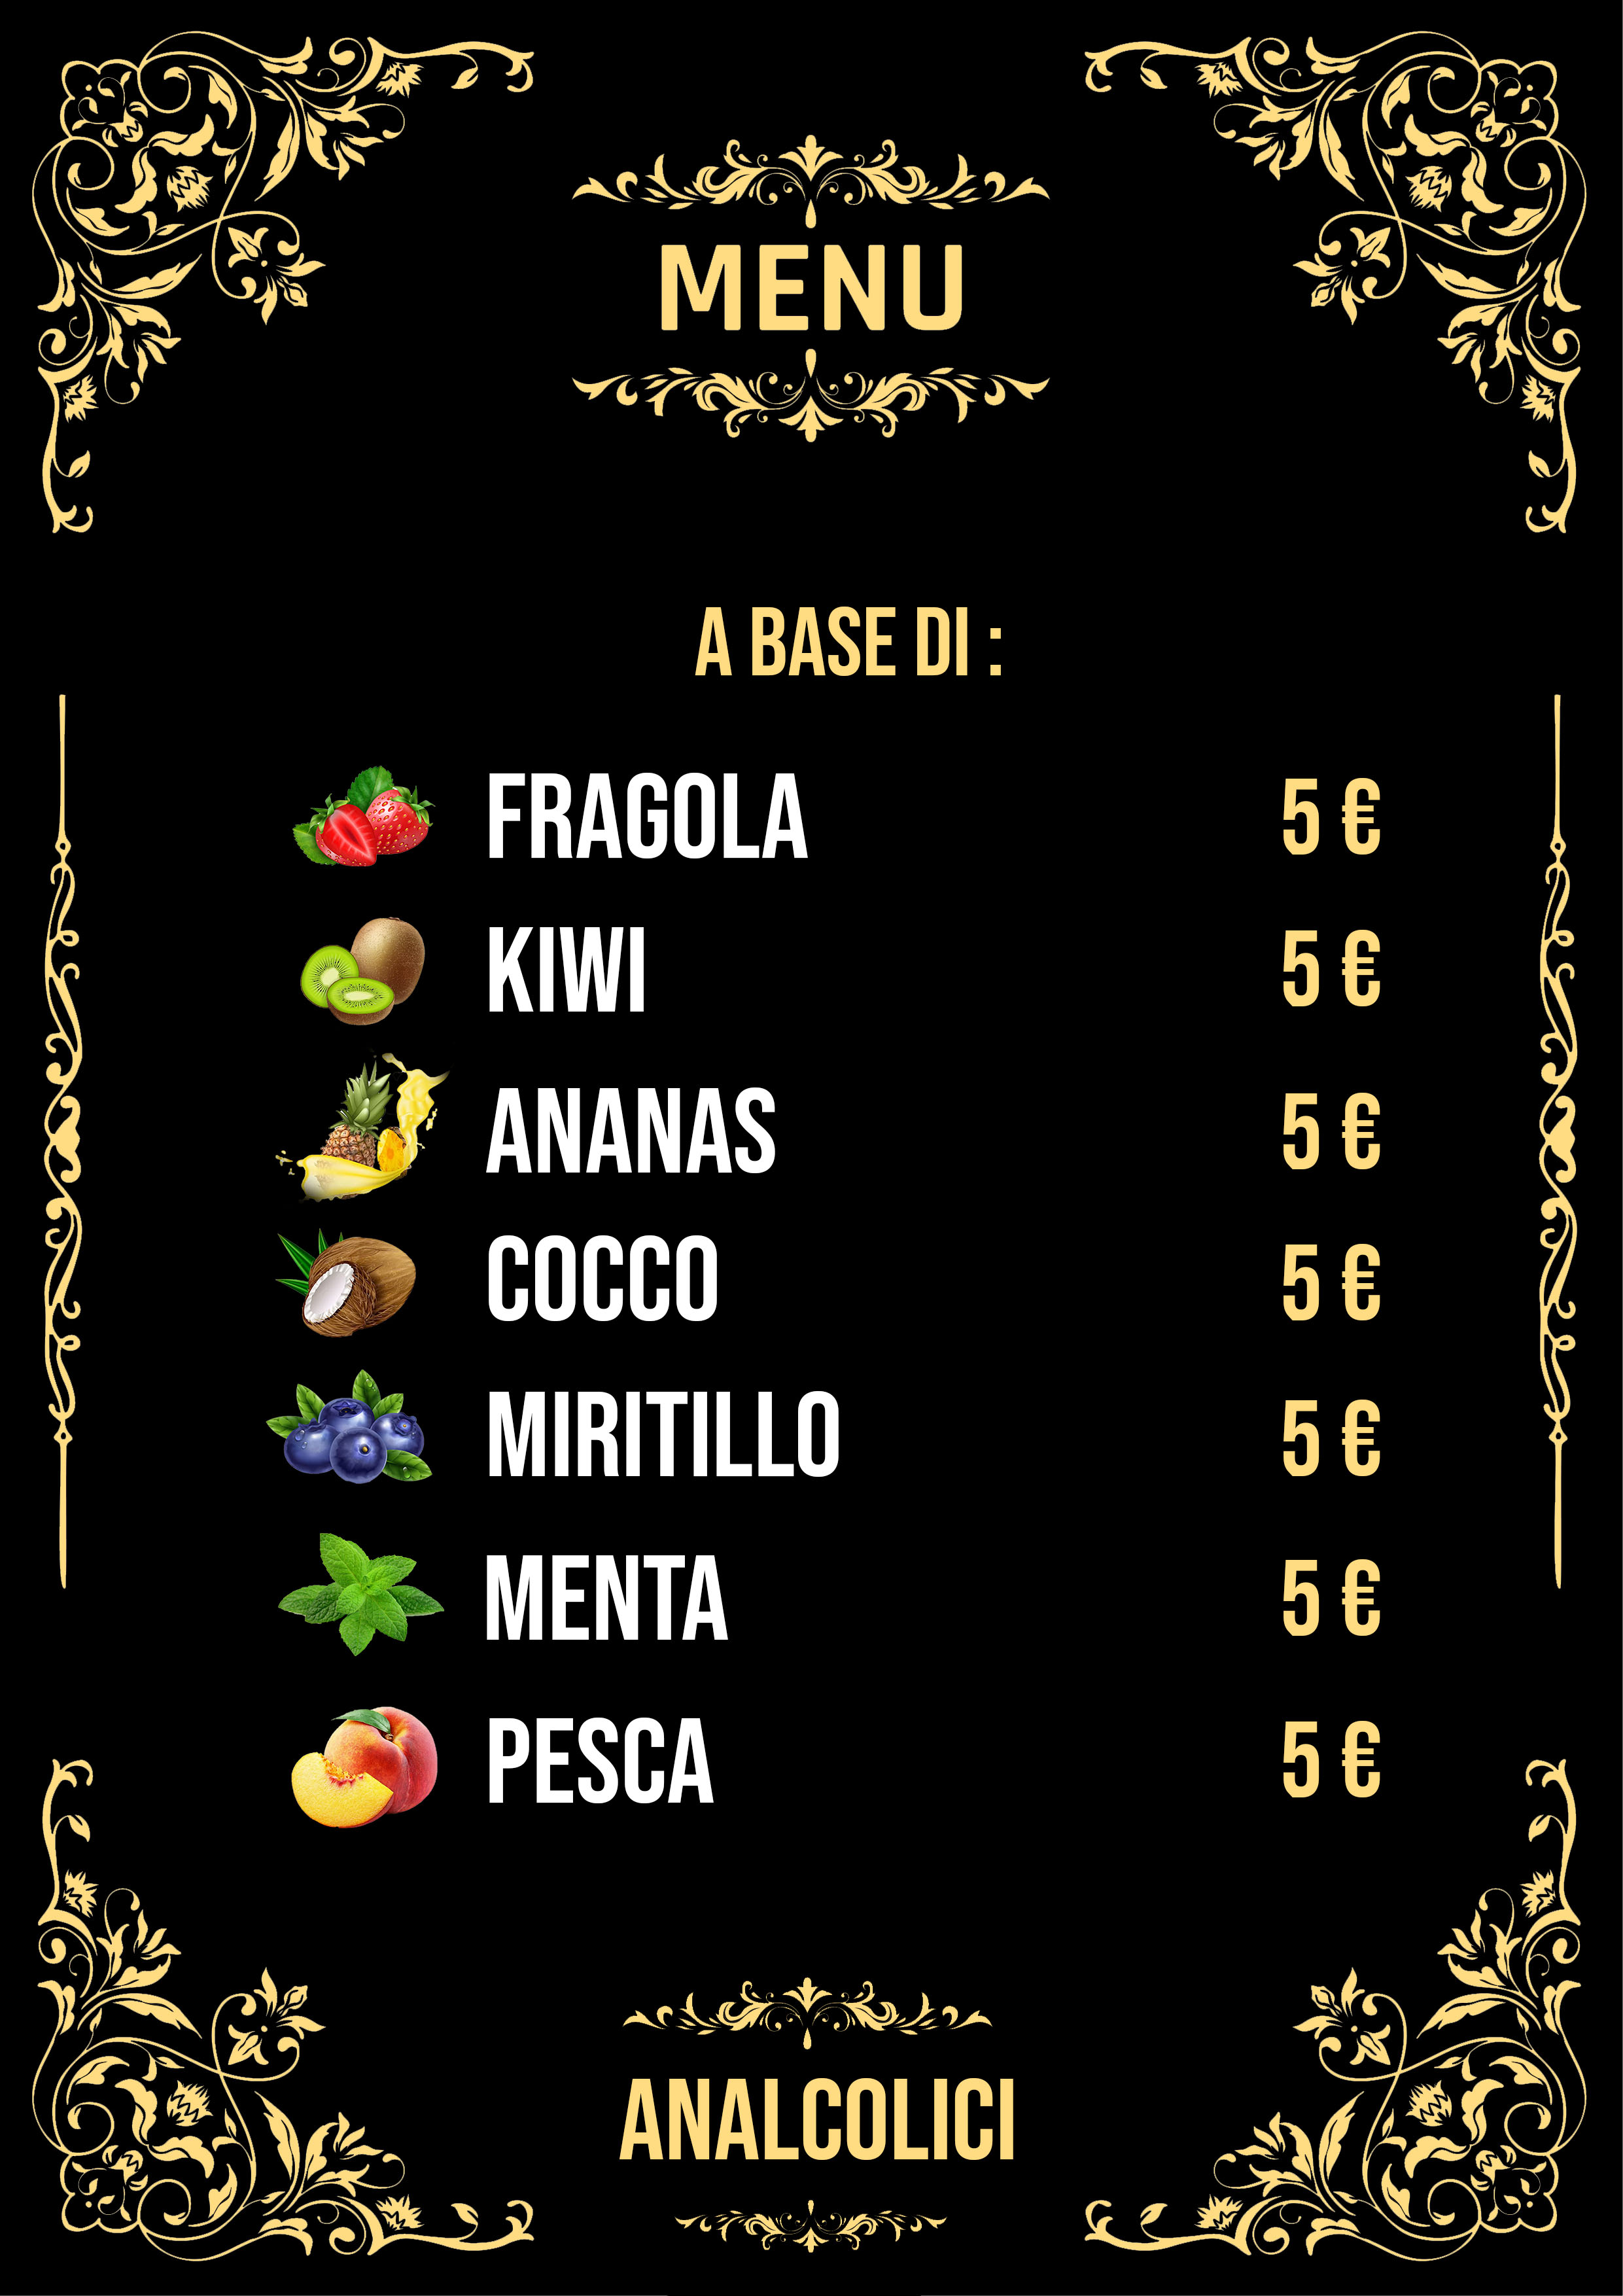 MENU
A BASE DI :
FRAGOLA 5 €
KIWI 5 €
ANANAS 5 €
COCCO 5 €
MIRITILLO 5 €
MENTA 5 €
PESCA 5 €
ANALCOLICI